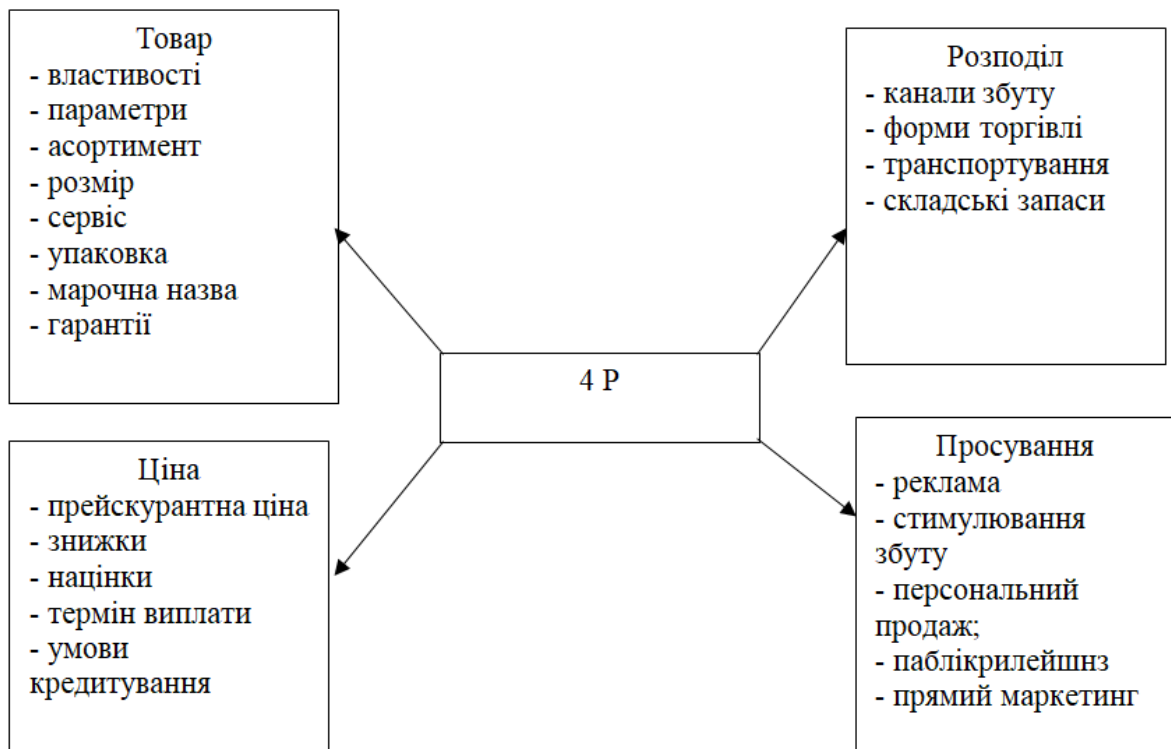 Товар
- властивості
- параметри
- асортимент
- розмір
- сервіс
- упаковка
- марочна назва
- гарантії
Розподіл
- канали збуту
- форми торгівлі
- транспортування
- складські запаси
4 Р
Ціна
- прейскурантна ціна
- знижки
- націнки
- термін виплати
- умови
кредитування
Просування
- реклама
- стимулювання
збуту
- персональний
продаж;
- паблікрилейшнз
- прямий маркетинг